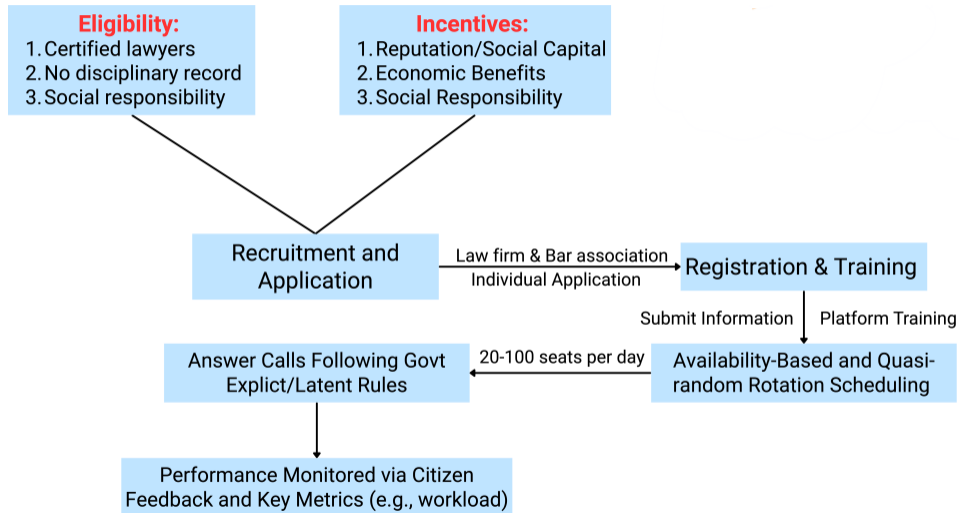 Eligibility:
1. Certified lawyers
2. No disciplinary record
3. Social responsibility
Incentives:
1. Reputation/Social Capital
2. Economic Benefits
3. Social Responsibility
Recruitment and
Application
Law firm & Bar association
Individual Application
Registration & Training
Submit Information
Platform Training
Availability-Based and Quasi-
random Rotation Scheduling
20-100 seats per day
Answer Calls Following Govt
Explict/Latent Rules
Performance Monitored via Citizen
Feedback and Key Metrics (e.g., workload)